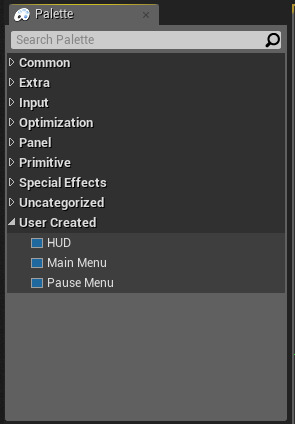 Palette
Search Palette
Common
Extra
Input
Optimization
Panel
Primitive
Special Effects
Uncategorized
User Created
HUD
Main Menu
Pause Menu